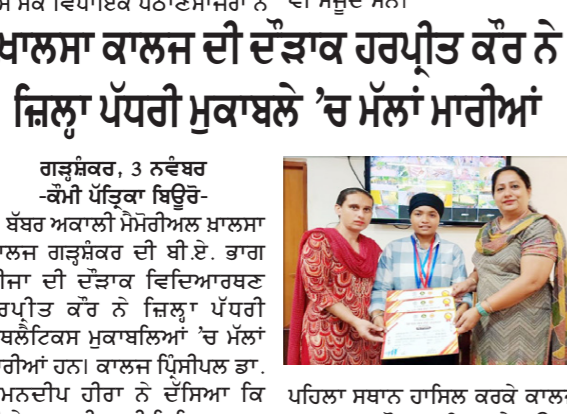 ਵੀ ਮੌਜੂਦ ਸਨ।
ਖ਼ਾਲਸਾ ਕਾਲਜ ਦੀ ਦੌੜਾਕ ਹਰਪ੍ਰੀਤ ਕੌਰ ਨੇ
ਜ਼ਿਲ੍ਹਾ ਪੱਧਰੀ ਮੁਕਾਬਲੇ ’ਚ ਮੱਲਾਂ ਮਾਰੀਆਂ
ਗੜ੍ਹਸ਼ੰਕਰ, 3 ਨਵੰਬਰ
-ਕੌਮੀ ਪੱਤ੍ਰਿਕਾ ਬਿਊਰੋ-
ਬੱਬਰ ਅਕਾਲੀ ਮੈਮੋਰੀਅਲ ਖ਼ਾਲਸਾ
ਕਾਲਜ ਗੜ੍ਹਸ਼ੰਕਰ ਦੀ ਬੀ.ਏ. ਭਾਗ
ਦੀ ਦੌੜਾਕ ਵਿਦਿਆਰਥਣ
ਹਰਪ੍ਰੀਤ ਕੌਰ ਨੇ ਜ਼ਿਲ੍ਹਾ ਪੱਧਰੀ
ਐਥਲੈਟਿਕਸ ਮੁਕਾਬਲਿਆਂ ’ਚ ਮੱਲਾਂ
ਮਾਰੀਆਂ ਹਨ। ਕਾਲਜ ਪ੍ਰਿੰਸੀਪਲ ਡਾ.
ਅਮਨਦੀਪ ਹੀਰਾ ਨੇ ਦੱਸਿਆ ਕਿ
ਪਹਿਲਾ ਸਥਾਨ ਹਾਸਿਲ ਕਰਕੇ ਕਾਲਜ